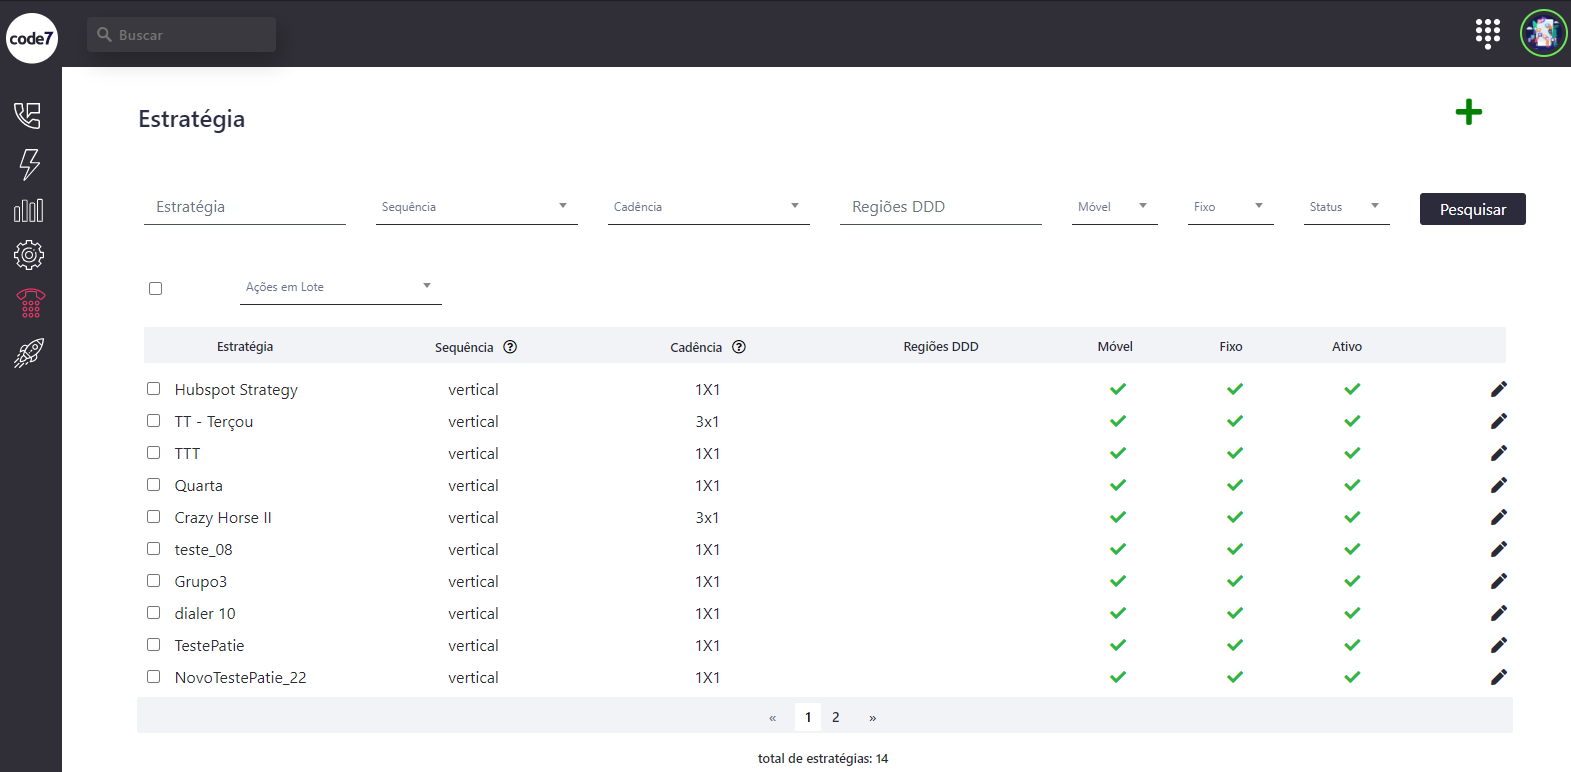 code7
Buscar
Estratégia
Estratégia Sequência Cadência Regiões DDD Móvel Fixo Status Pesquisar
Ações em Lote
Estratégia Sequência ? Cadência ? Regiões DDD Móvel Fixo Ativo
Hubspot Strategy vertical 1X1
TT - Terçou vertical 3x1
TTT vertical 1X1
Quarta vertical 1X1
Crazy Horse II vertical 3x1
teste_08 vertical 1X1
Grupo3 vertical 1X1
dialer 10 vertical 1X1
TestePatie vertical 1X1
NovoTestePatie_22 vertical 1X1
« 1 2 »
total de estratégias: 14